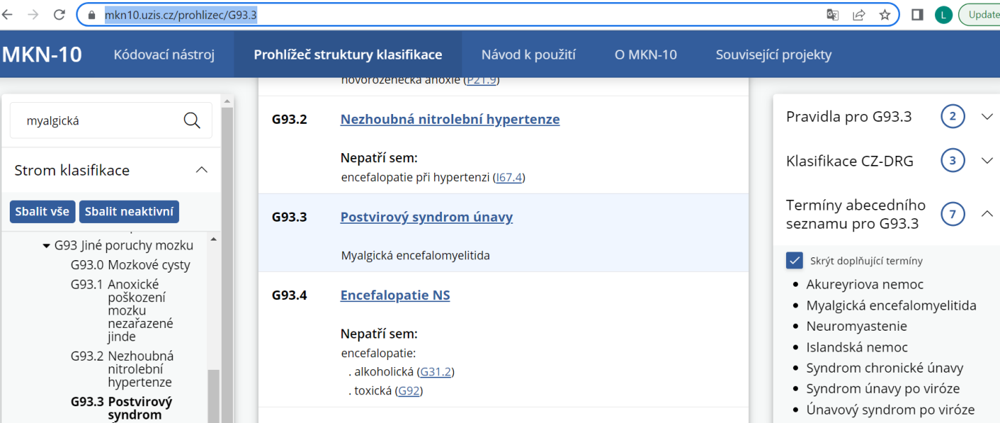 mkn10.uzis.cz/prohlizec/G93.3
L
Update
MKN-10
Kódovací nástroj
Prohlížeč struktury klasifikace
Návod k použití
O MKN-10
Související projekty
myalgická
Strom klasifikace
Sbalit vše
Sbalit neaktivní
G93 Jiné poruchy mozku
G93.0 Mozkové cysty
G93.1 Anoxické
poškození
mozku
nezařazené
jinde
G93.2 Nezhoubná
nitrolební
hypertenze
G93.3 Postvirový
syndrom
novorozenecká anoxie (P21.9)
G93.2 Nezhoubná nitrolební hypertenze
Nepatří sem:
encefalopatie při hypertenzi (I67.4)
G93.3 Postvirový syndrom únavy
Myalgická encefalomyelitida
G93.4 Encefalopatie NS
Nepatří sem:
encefalopatie:
. alkoholická (G31.2)
. toxická (G92)
Pravidla pro G93.3 2
Klasifikace CZ-DRG 3
Termíny abecedního
seznamu pro G93.3 7
Skrýt doplňující termíny
• Akureyriova nemoc
• Myalgická encefalomyelitida
• Neuromyastenie
• Islandská nemoc
• Syndrom chronické únavy
• Syndrom únavy po viróze
• Únavový syndrom po viróze